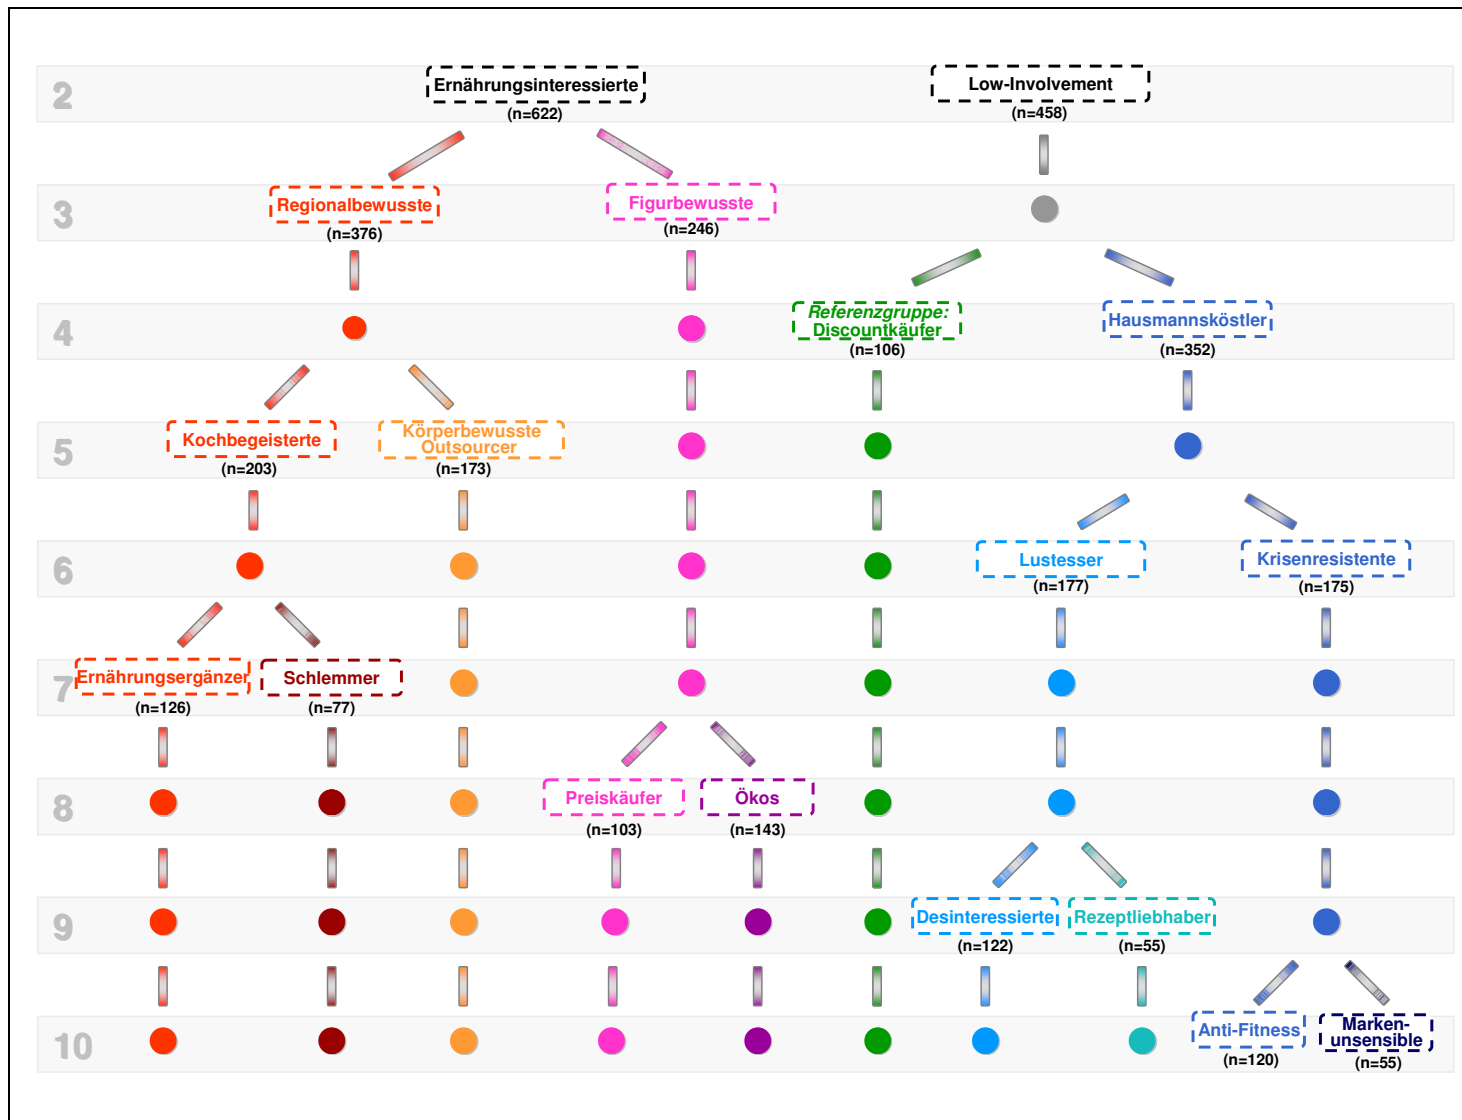 2
Ernährungsinteressierte
(n=622)
Low-Involvement
(n=458)
3
Regionalbewusste
(n=376)
Figurbewusste
(n=246)
4
Referenzgruppe:
Discountkäufer
(n=106)
Hausmannsköstler
(n=352)
5
Kochbegeisterte
(n=203)
Körperbewusste
Outsourcer
(n=173)
6
Lustesser
(n=177)
Krisenresistente
(n=175)
7
Ernährungsergänzer
(n=126)
Schlemmer
(n=77)
8
Preiskäufer
(n=103)
Ökos
(n=143)
9
Desinteressierte
(n=122)
Rezeptliebhaber
(n=55)
10
Anti-Fitness
(n=120)
Marken-
unsensible
(n=55)